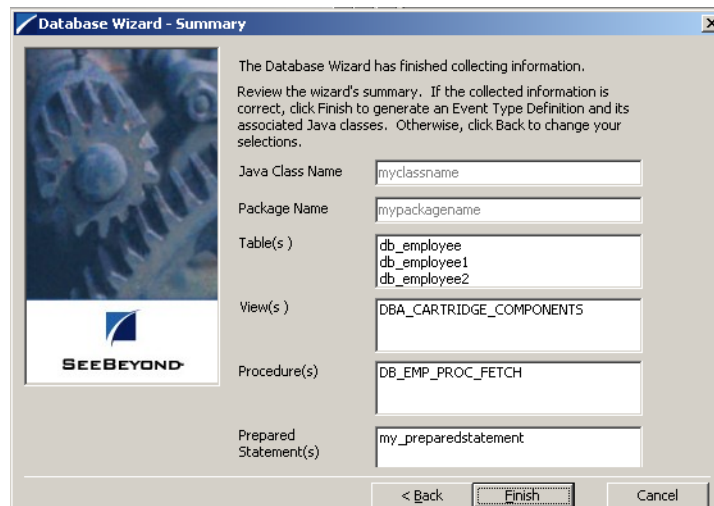 Database Wizard - Summary
The Database Wizard has finished collecting information.
Review the wizard's summary. If the collected information is
correct, click Finish to generate an Event Type Definition and its
associated Java classes. Otherwise, click Back to change your
selections.
Java Class Name
myclassname
Package Name
mypackagename
Table(s )
db_employee
db_employee1
db_employee2
View(s )
DBA_CARTRIDGE_COMPONENTS
SEEBEYOND
Procedure(s)
DB_EMP_PROC_FETCH
Prepared
Statement(s)
my_preparedstatement
< Back
Finish
Cancel